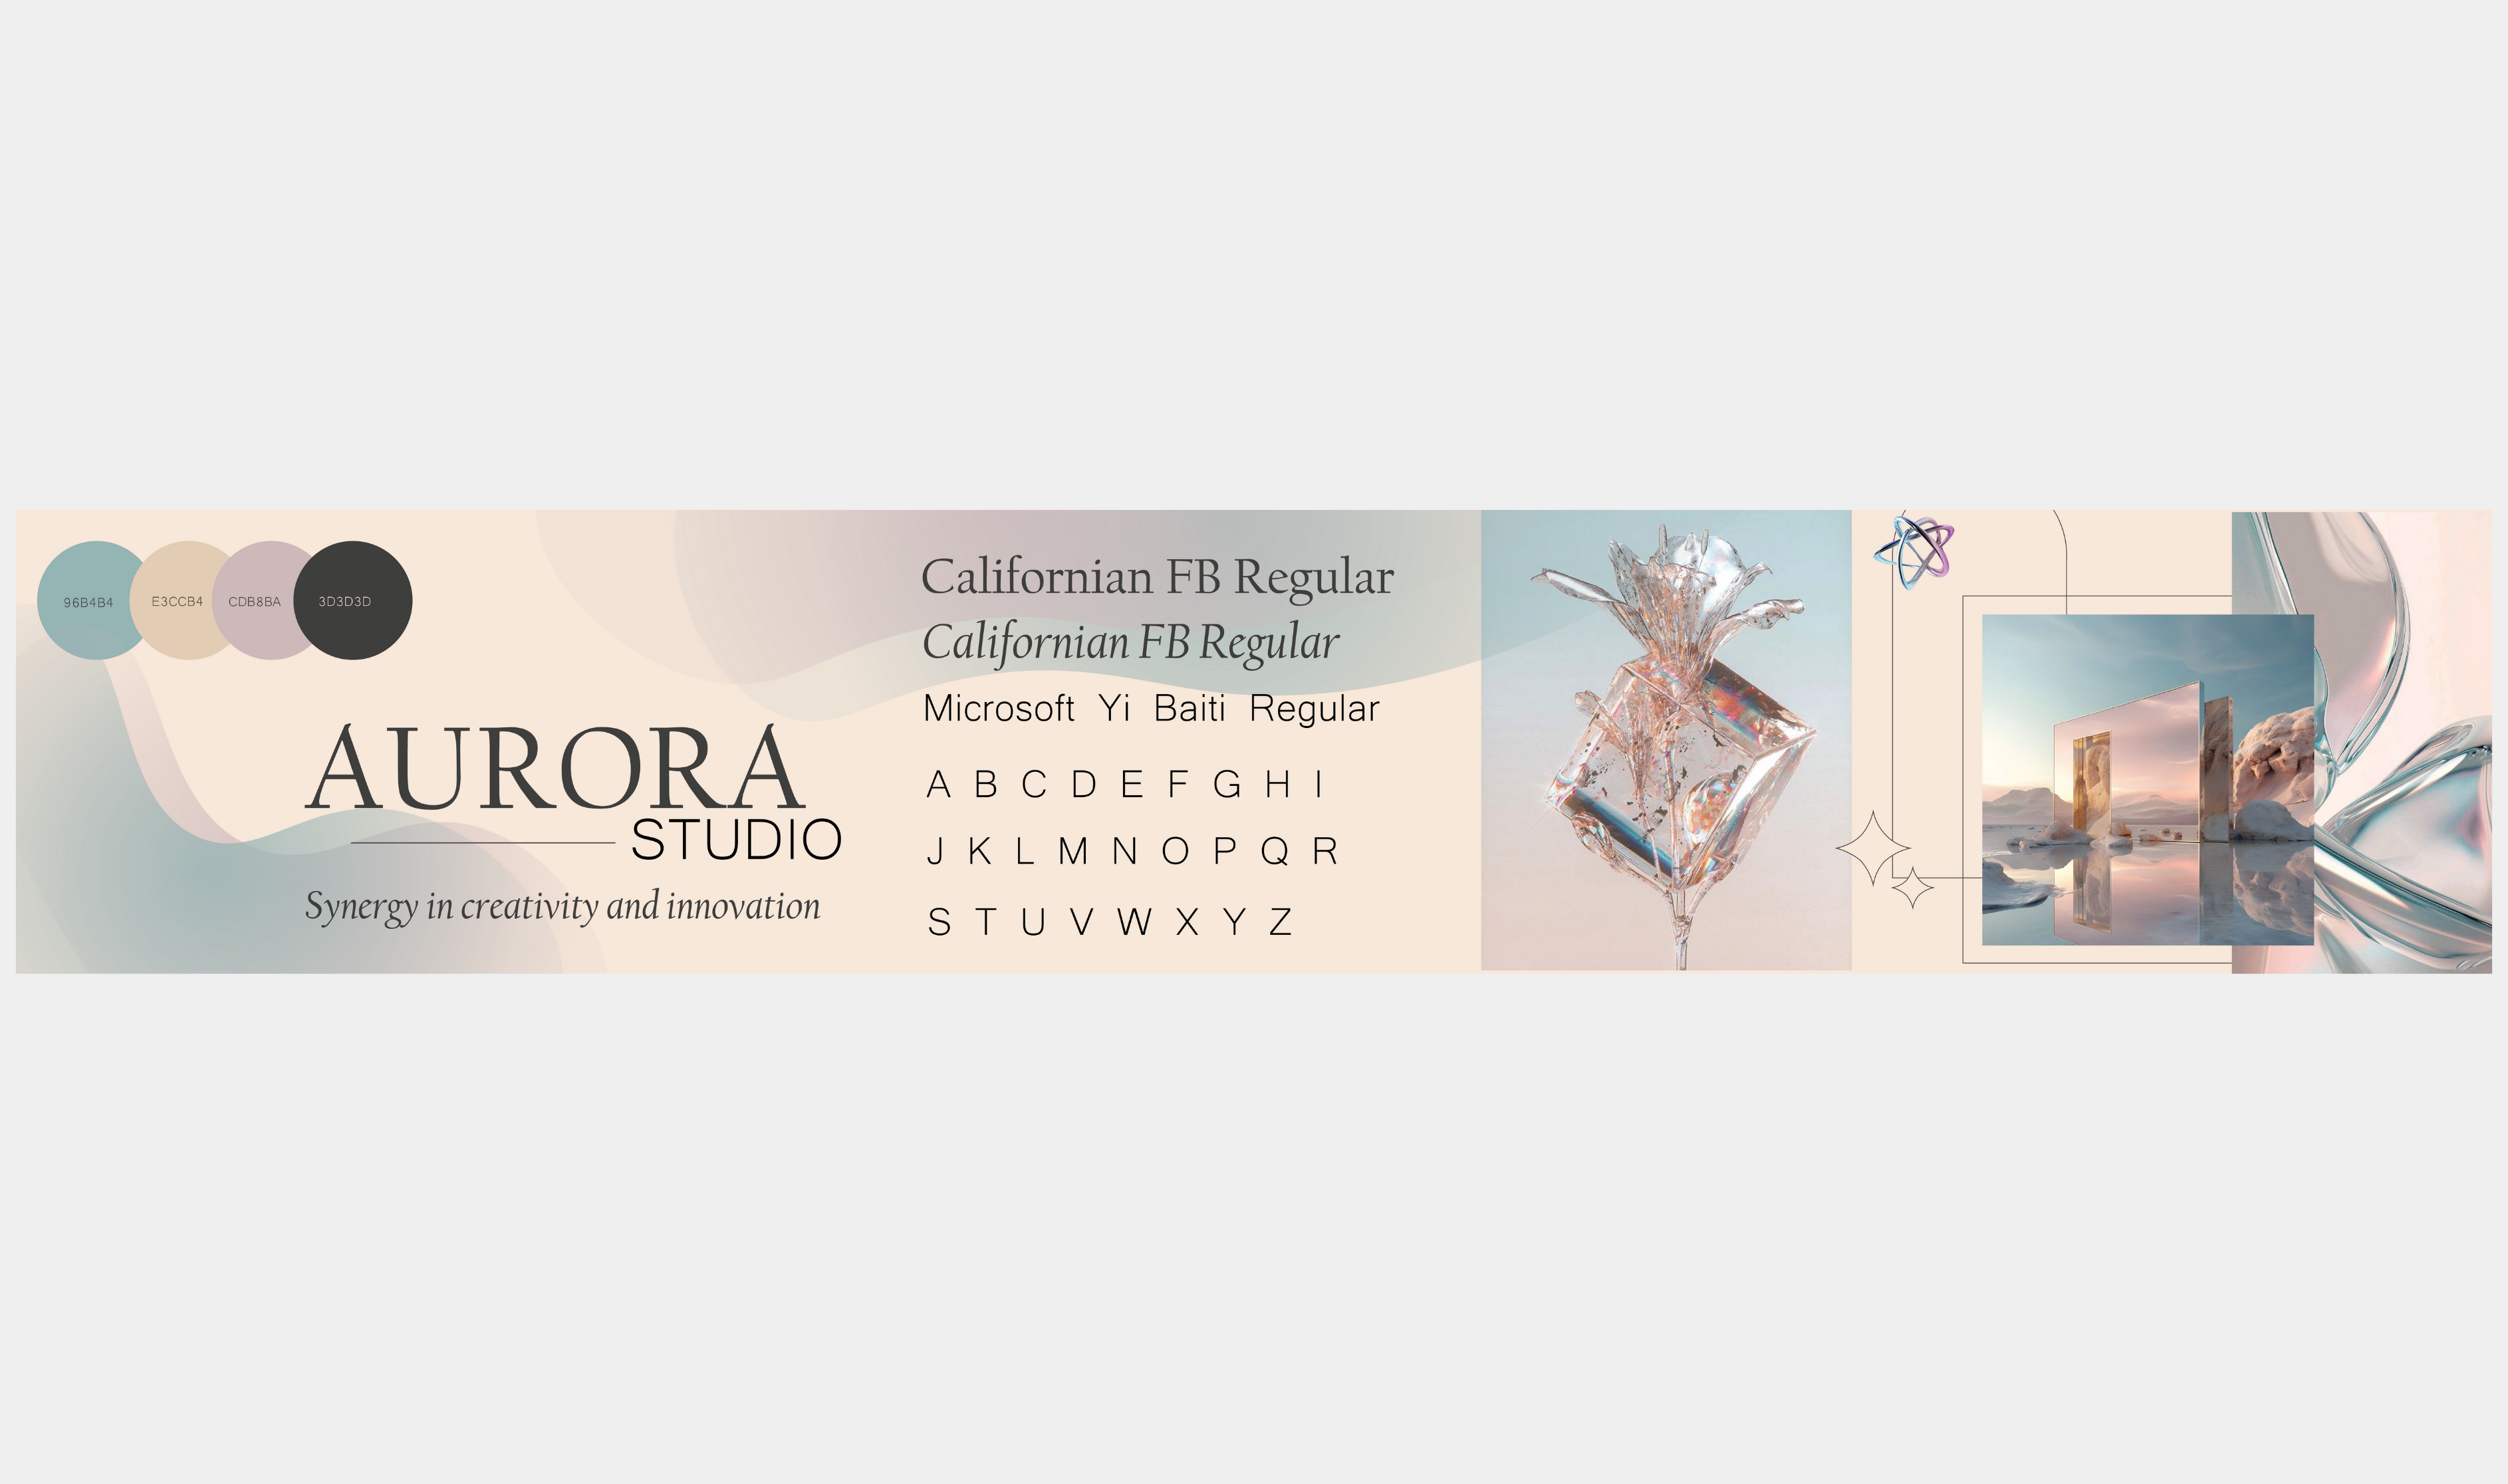 96B4B4 E3CCB4 CDB8BA 3D3D3D
AURORA
STUDIO
Synergy in creativity and innovation
Californian FB Regular
Californian FB Regular
Microsoft Yi Baiti Regular
A B C D E F G H I
J K L M N O P Q R
S T U V W X Y Z